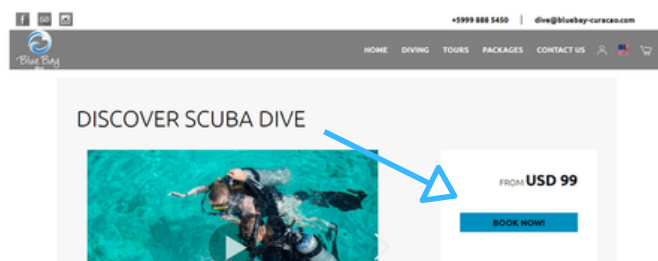 +5999 888 5450 | dive@bluebay-curacao.com
Blue Bay
HOME DIVING TOURS PACKAGES CONTACT US
DISCOVER SCUBA DIVE
FROM USD 99
BOOK NOW!